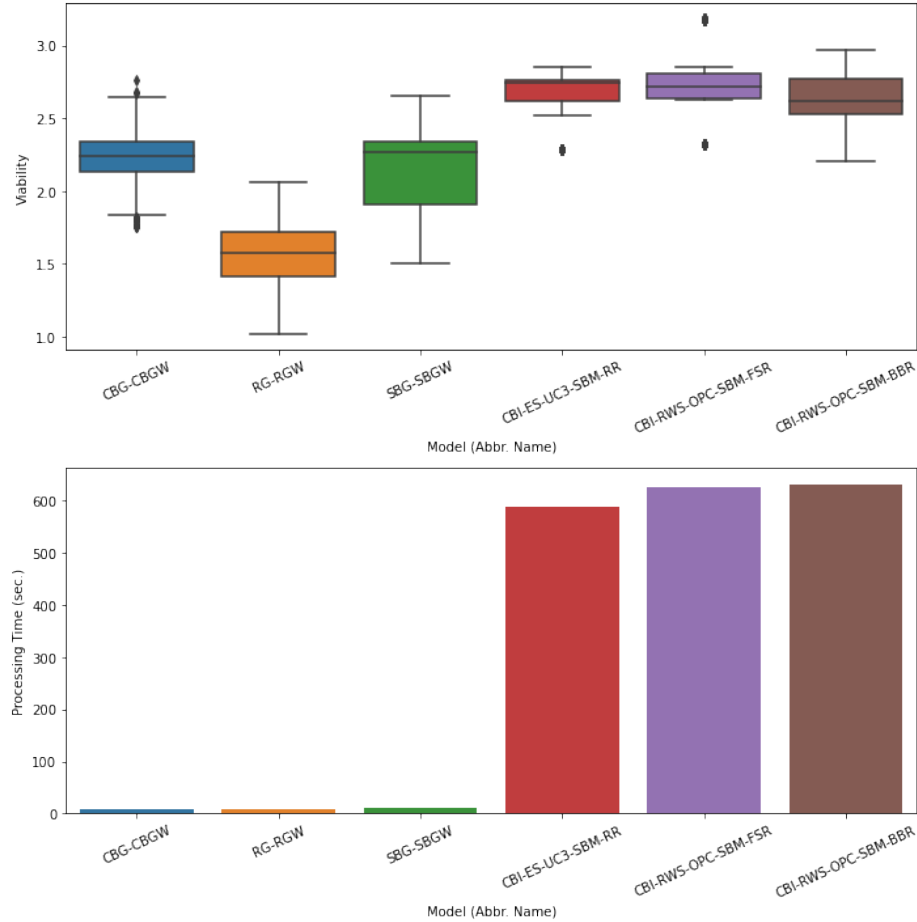 3.0
2.5
2.0
1.5
1.0
Viability
CBG-CBGW
RG-RGW
SBG-SBGW
CBI-ES-UC3-SBM-RR
CBI-RWS-OPC-SBM-FSR
CBI-RWS-OPC-SBM-BBR
Model (Abbr. Name)
600
500
400
300
200
100
0
Processing Time (sec.)
CBG-CBGW
RG-RGW
SBG-SBGW
CBI-ES-UC3-SBM-RR
CBI-RWS-OPC-SBM-FSR
CBI-RWS-OPC-SBM-BBR
Model (Abbr. Name)